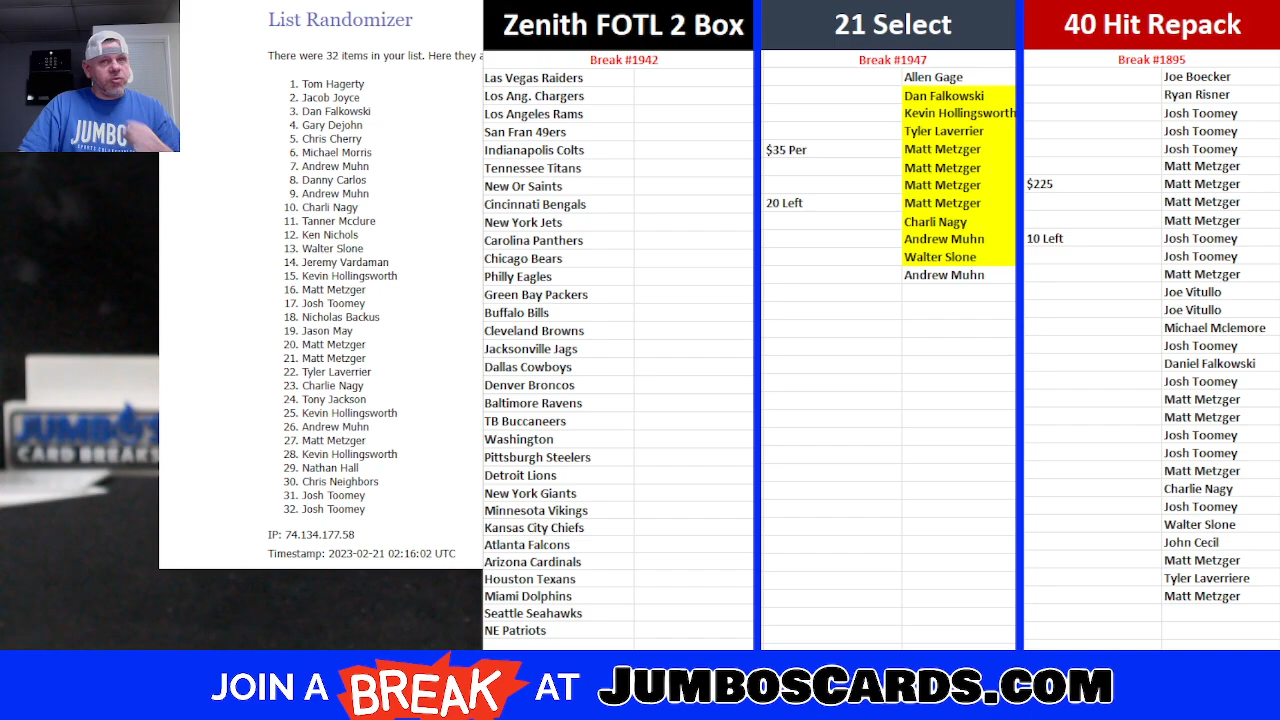 List Randomizer
There were 32 items in your list. Here they a
1. Tom Hagerty
2. Jacob Joyce
3. Dan Falkowski
4. Gary Dejohn
5. Chris Cherry
6. Michael Morris
7. Andrew Muhn
8. Danny Carlos
9. Andrew Muhn
10. Charli Nagy
11. Tanner Mcclure
12. Ken Nichols
13. Walter Slone
14. Jeremy Vardaman
15. Kevin Hollingsworth
16. Matt Metzger
17. Josh Toomey
18. Nicholas Backus
19. Jason May
20. Matt Metzger
21. Matt Metzger
22. Tyler Laverrier
23. Charlie Nagy
24. Tony Jackson
25. Kevin Hollingsworth
26. Andrew Muhn
27. Matt Metzger
28. Kevin Hollingsworth
29. Nathan Hall
30. Chris Neighbors
31. Josh Toomey
32. Josh Toomey
IP: 74.134.177.58
Timestamp: 2023-02-21 02:16:02 UTC
Zenith FOTL 2 Box
Break #1942
Las Vegas Raiders
Los Ang. Chargers
Los Angeles Rams
San Fran 49ers
Indianapolis Colts
Tennessee Titans
New Or Saints
Cincinnati Bengals
New York Jets
Carolina Panthers
Chicago Bears
Philly Eagles
Green Bay Packers
Buffalo Bills
Cleveland Browns
Jacksonville Jags
Dallas Cowboys
Denver Broncos
Baltimore Ravens
TB Buccaneers
Washington
Pittsburgh Steelers
Detroit Lions
New York Giants
Minnesota Vikings
Kansas City Chiefs
Atlanta Falcons
Arizona Cardinals
Houston Texans
Miami Dolphins
Seattle Seahawks
NE Patriots
21 Select
Break #1947
Allen Gage
Dan Falkowski
Kevin Hollingsworth
Tyler Laverrier
$35 Per Matt Metzger
Matt Metzger
Matt Metzger
20 Left Matt Metzger
Charli Nagy
Andrew Muhn
Walter Slone
Andrew Muhn
40 Hit Repack
Break #1895
Joe Boecker
Ryan Risner
Josh Toomey
Josh Toomey
Josh Toomey
Matt Metzger
$225 Matt Metzger
Matt Metzger
Matt Metzger
10 Left Josh Toomey
Josh Toomey
Matt Metzger
Joe Vitullo
Joe Vitullo
Michael Mclemore
Josh Toomey
Daniel Falkowski
Josh Toomey
Matt Metzger
Matt Metzger
Josh Toomey
Josh Toomey
Matt Metzger
Charlie Nagy
Josh Toomey
Walter Slone
John Cecil
Matt Metzger
Tyler Laverriere
Matt Metzger
JUMBO
JUMBOS
CARD BREAKS
JOIN A BREAK AT JUMBOSCARDS.COM